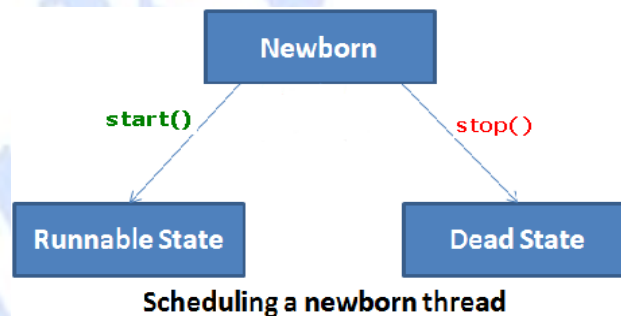 Newborn
start()
stop()
Runnable State
Dead State
Scheduling a newborn thread